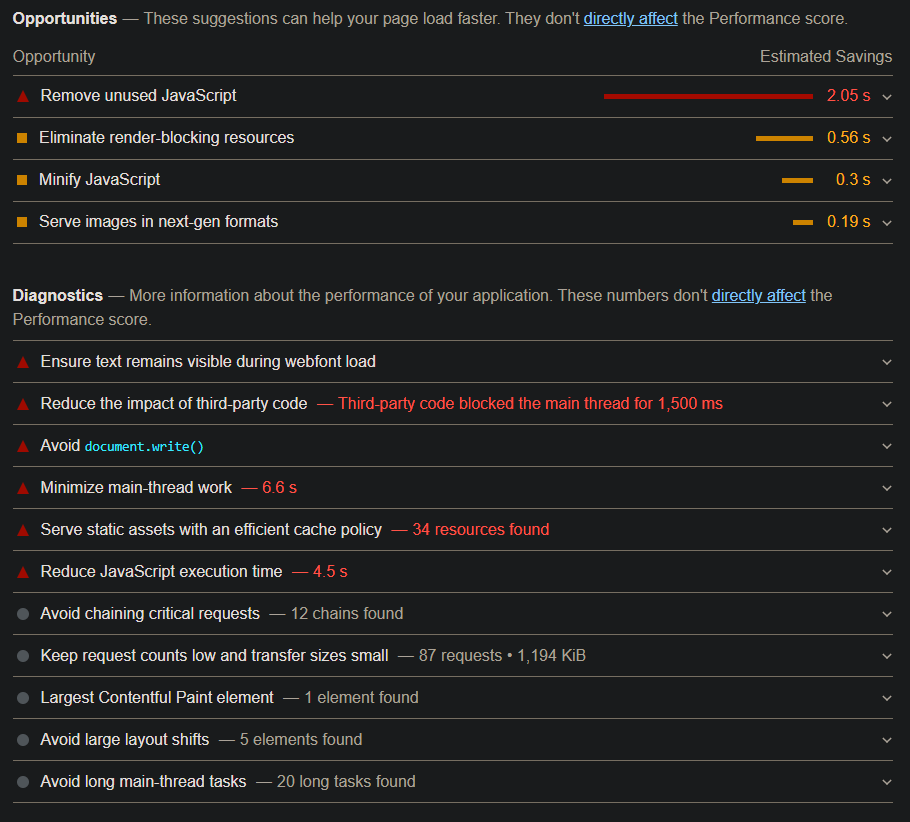 Opportunities — These suggestions can help your page load faster. They don't directly affect the Performance score.
Opportunity Estimated Savings
Remove unused JavaScript 2.05 s
Eliminate render-blocking resources 0.56 s
Minify JavaScript 0.3 s
Serve images in next-gen formats 0.19 s
Diagnostics — More information about the performance of your application. These numbers don't directly affect the
Performance score.
Ensure text remains visible during webfont load
Reduce the impact of third-party code — Third-party code blocked the main thread for 1,500 ms
Avoid document.write()
Minimize main-thread work — 6.6 s
Serve static assets with an efficient cache policy — 34 resources found
Reduce JavaScript execution time — 4.5 s
Avoid chaining critical requests — 12 chains found
Keep request counts low and transfer sizes small — 87 requests • 1,194 KiB
Largest Contentful Paint element — 1 element found
Avoid large layout shifts — 5 elements found
Avoid long main-thread tasks — 20 long tasks found